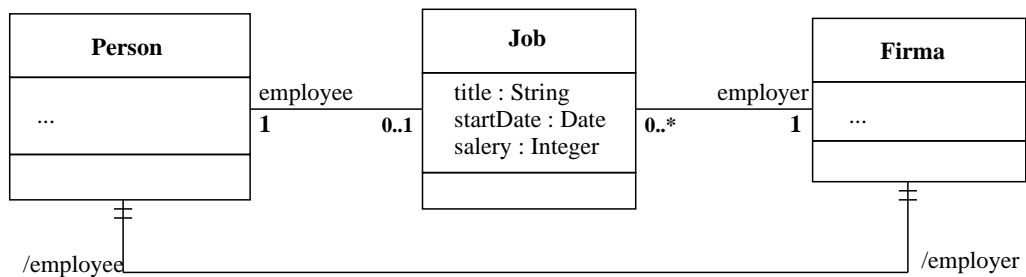 Person
...
employee
1
0..1
Job
title : String
startDate : Date
salery : Integer
employer
0..*
1
Firma
...
/employee
/employer